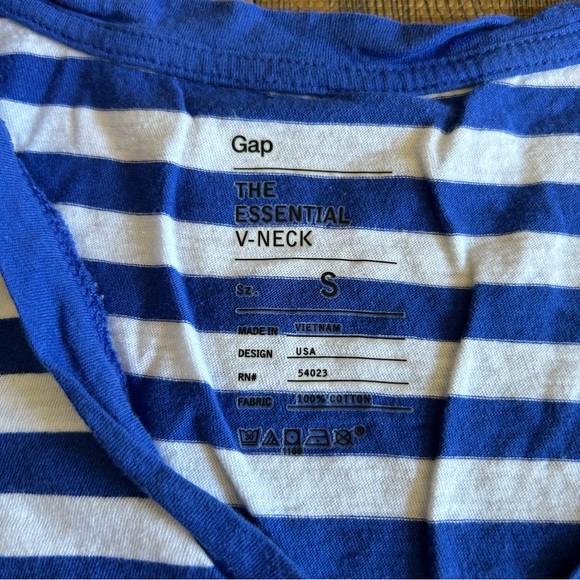 Gap
THE
ESSENTIAL
V-NECK
Sz. S
MADE IN VIETNAM
DESIGN USA
RN# 54023
FABRIC 100% COTTON
®